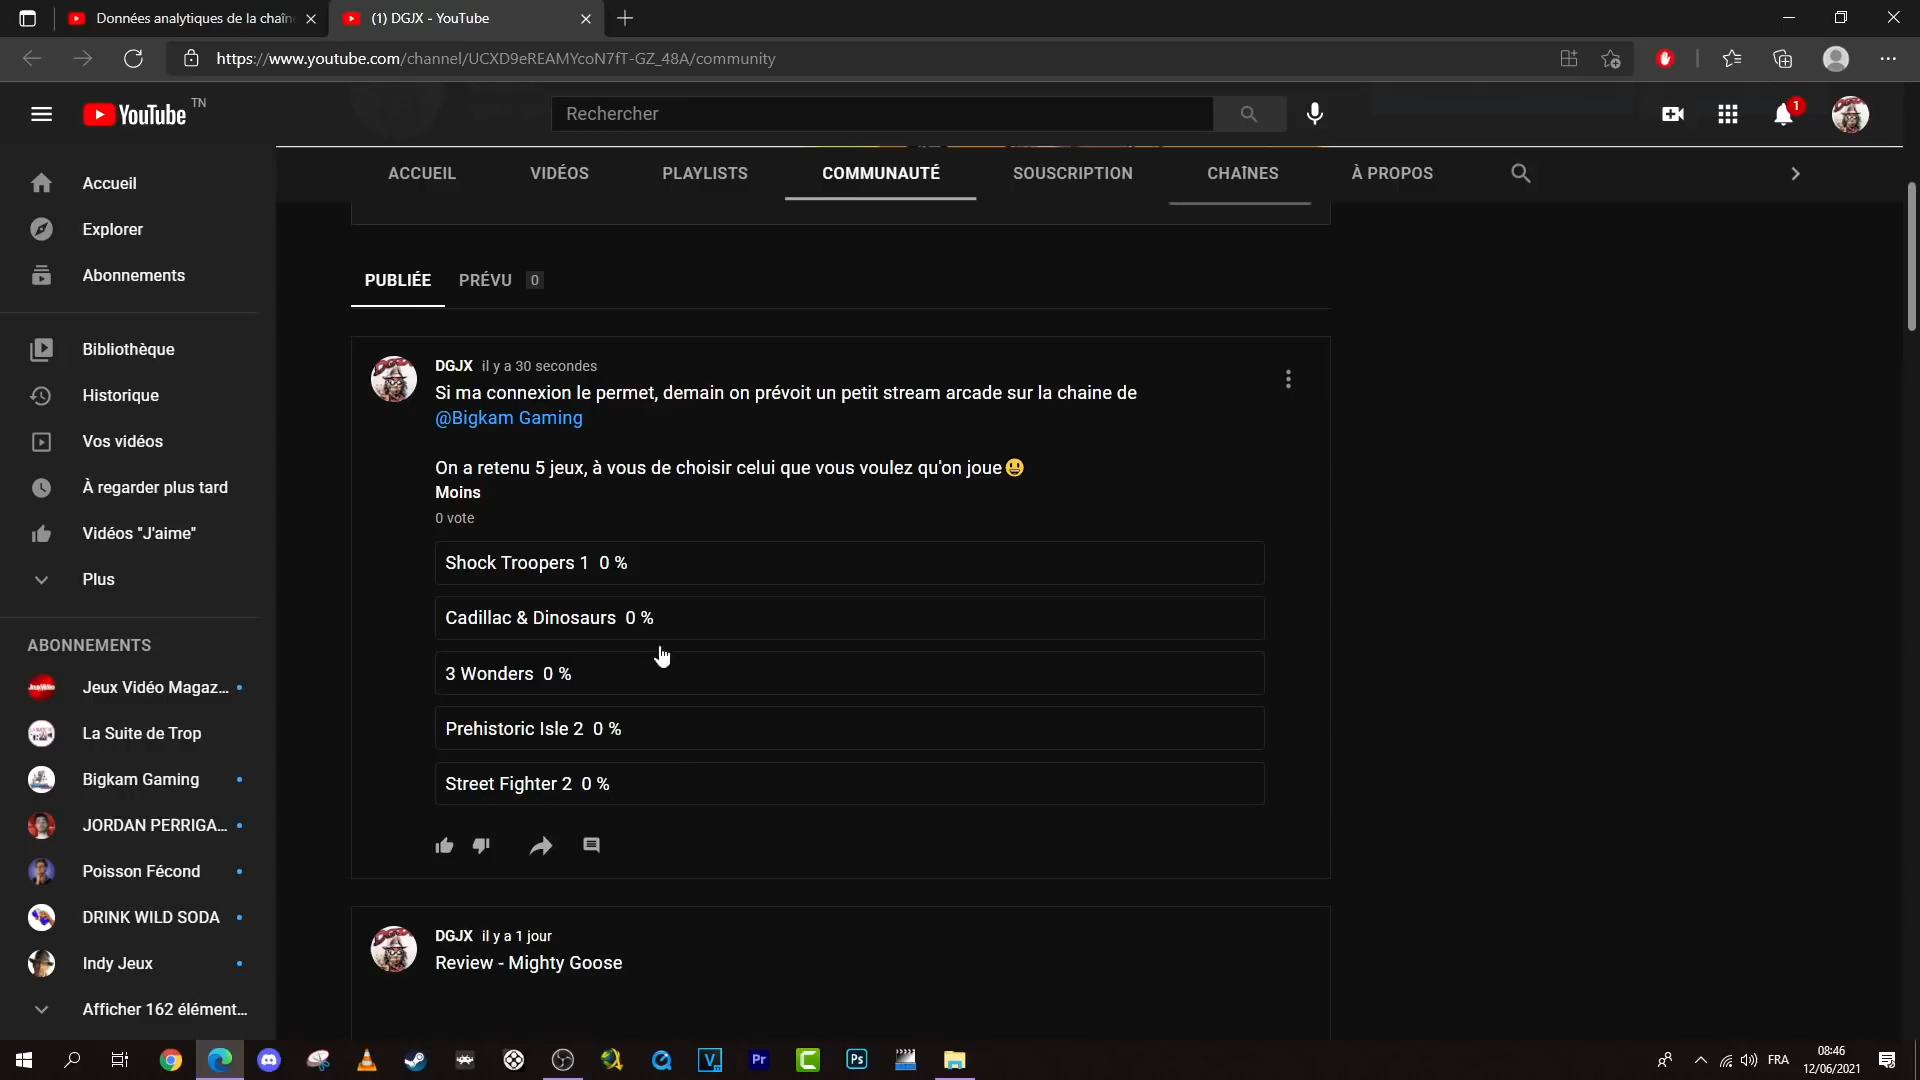 Données analytiques de la chaîn
(1) DGJX - YouTube
https://www.youtube.com/channel/UCXD9eREAMYcoN7fT-GZ_48A/community
YouTube TN
Rechercher
1
ACCUEIL
VIDÉOS
PLAYLISTS
COMMUNAUTÉ
SOUSCRIPTION
CHAÎNES
À PROPOS
Accueil
Explorer
Abonnements
Bibliothèque
Historique
Vos vidéos
À regarder plus tard
Vidéos "J'aime"
Plus
ABONNEMENTS
Jeux Vidéo Magaz...
La Suite de Trop
Bigkam Gaming
JORDAN PERRIGA...
Poisson Fécond
DRINK WILD SODA
Indy Jeux
Afficher 162 élément...
PUBLIÉE
PRÉVU 0
DGJX il y a 30 secondes
Si ma connexion le permet, demain on prévoit un petit stream arcade sur la chaine de
@Bigkam Gaming
On a retenu 5 jeux, à vous de choisir celui que vous voulez qu'on joue😃
Moins
0 vote
Shock Troopers 1 0 %
Cadillac & Dinosaurs 0 %
3 Wonders 0 %
Prehistoric Isle 2 0 %
Street Fighter 2 0 %
DGJX il y a 1 jour
Review - Mighty Goose
V
Pr
C
Ps
FRA
08:46
12/06/2021